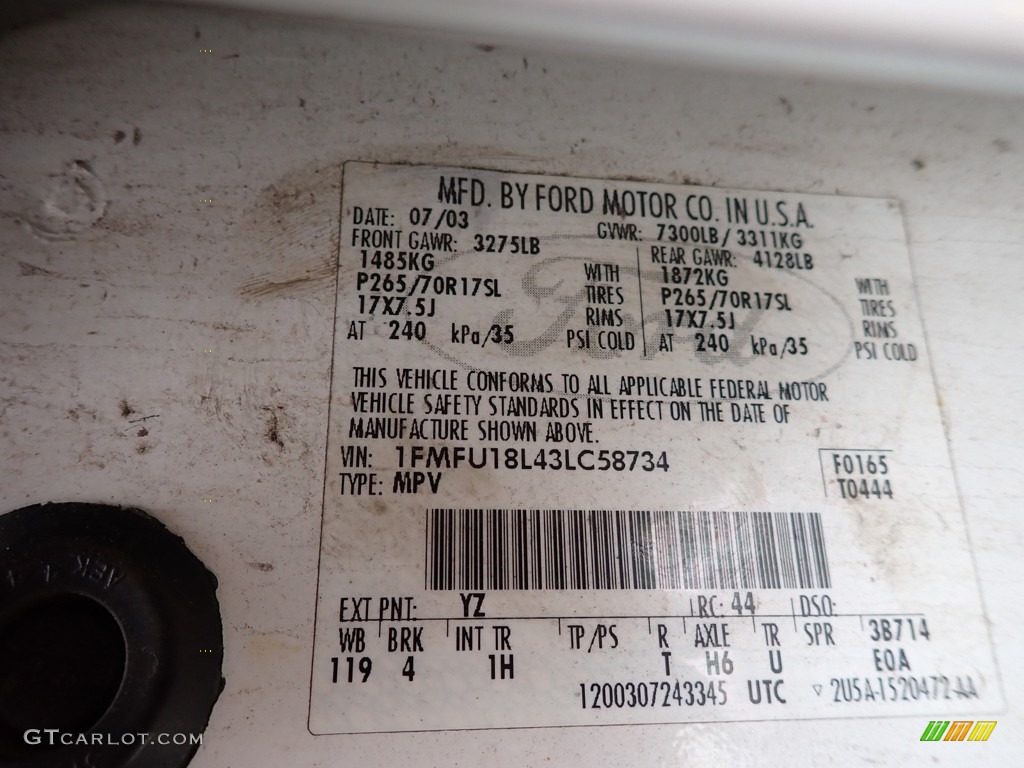 MFD. BY FORD MOTOR CO. IN U.S.A.
DATE: 07/03 GVWR: 7300LB/ 3311KG
FRONT GAWR: 3275LB REAR GAWR: 4128LB
1485KG WITH 1872KG WITH
P265/70R17SL TIRES P265/70R17SL TIRES
17X7.5J RIMS 17X7.5J RIMS
AT 240 kPa/35 PSI COLD AT 240 kPa/35 PSI COLD
THIS VEHICLE CONFORMS TO ALL APPLICABLE FEDERAL MOTOR
VEHICLE SAFETY STANDARDS IN EFFECT ON THE DATE OF
MANUFACTURE SHOWN ABOVE.
VIN: 1FMFU18L43LC58734 F0165
TYPE: MPV T0444
EXT PNT: YZ RC: 44 DSO:
WB BRK INT TR TP/PS R AXLE TR SPR 3B714
119 4 1H T H6 U EOA
1200307243345 UTC ▽ 2U5A-1520472-AA
GTCARLOT.COM